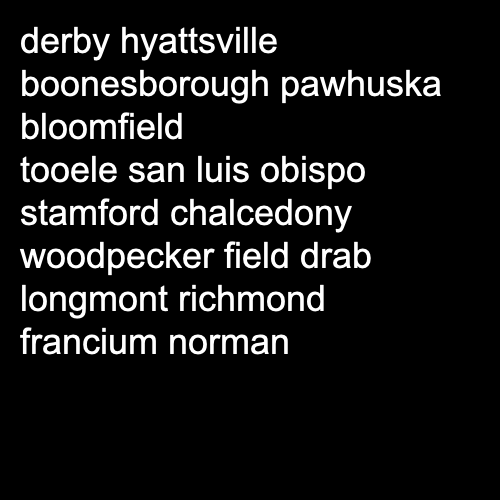 derby hyattsville
boonesborough pawhuska
bloomfield
tooele san luis obispo
stamford chalcedony
woodpecker field drab
longmont richmond
francium norman